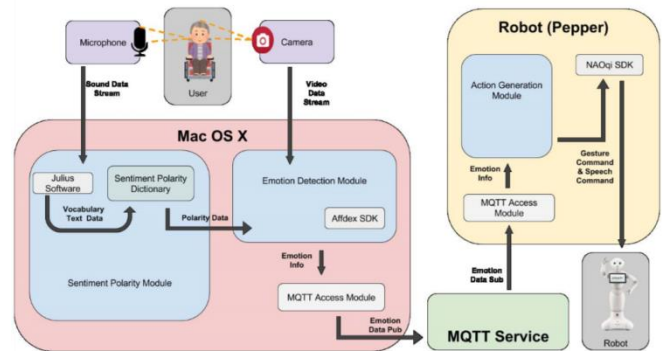 Microphone
Camera
User
Sound Data
Stream
Video
Data
Stream
Mac OS X
Julius
Software
Sentiment Polarity
Dictionary
Vocabulary
Text Data
Sentiment Polarity Module
Polarity Data
Emotion Detection Module
Affdex SDK
Emotion
Info
MQTT Access Module
Emotion
Data Pub
MQTT Service
Emotion
Data Sub
Robot (Pepper)
NAOqi SDK
Action Generation
Module
Gesture
Command
& Speech
Command
Emotion
Info
MQTT Access
Module
Robot